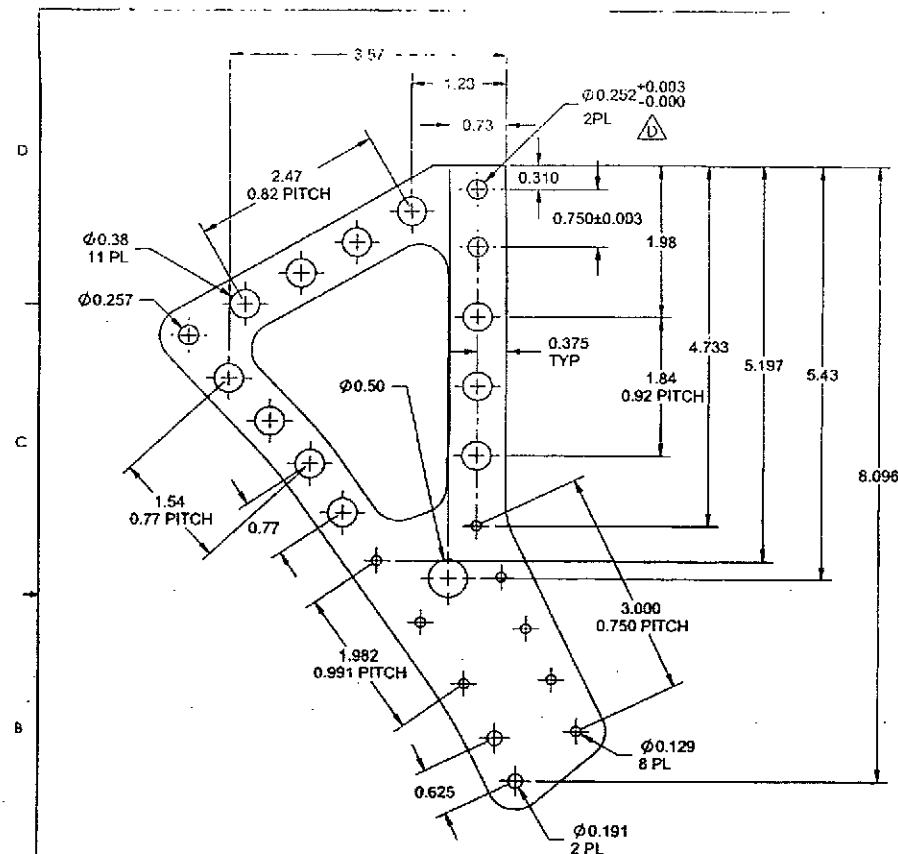 3.57
1.23
0.73
Ø0.252 +0.003
-0.000
2PL
D
D
0.310
0.750±0.003
2.47
0.82 PITCH
Ø0.38
11 PL
Ø0.257
1.98
0.375
TYP
4.733
5.197
5.43
1.84
0.92 PITCH
Ø0.50
C
8.096
1.54
0.77 PITCH
0.77
3.000
0.750 PITCH
1.982
0.991 PITCH
B
Ø0.129
8 PL
0.625
Ø0.191
2 PL